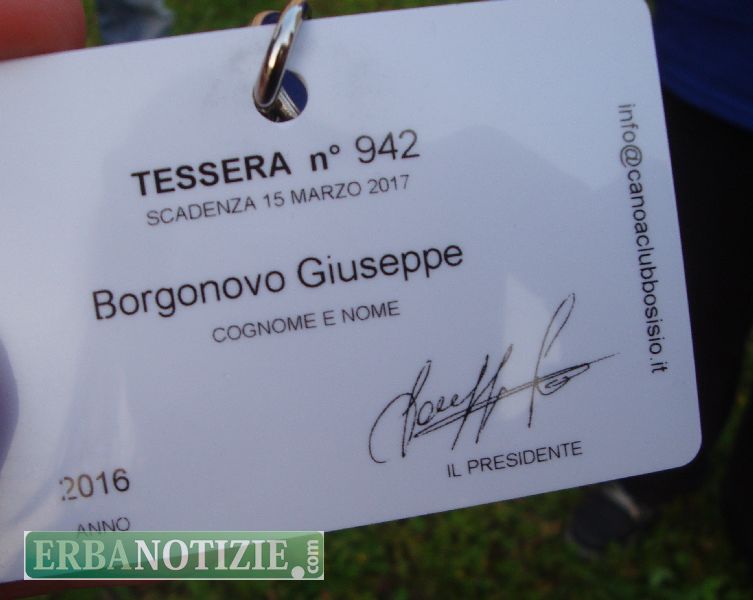 TESSERA n° 942
SCADENZA 15 MARZO 2017
Borgonovo Giuseppe
COGNOME E NOME
IL PRESIDENTE
2016
ANNO
info@canoaclubbosisio.it
ERBANOTIZIE.com